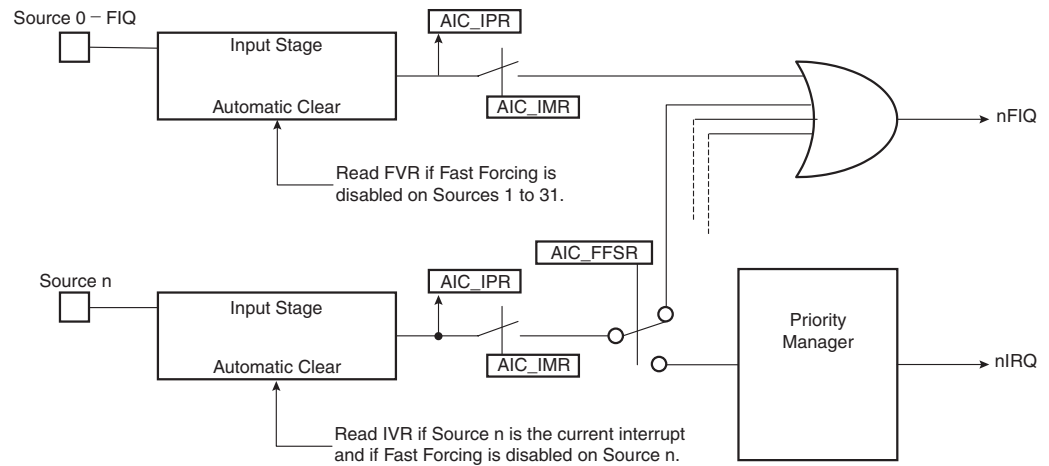 Source 0 – FIQ
AIC_IPR
Input Stage
Automatic Clear
AIC_IMR
nFIQ
Read FVR if Fast Forcing is
disabled on Sources 1 to 31.
AIC_FFSR
Source n
AIC_IPR
Input Stage
Priority
Manager
Automatic Clear
AIC_IMR
nIRQ
Read IVR if Source n is the current interrupt
and if Fast Forcing is disabled on Source n.